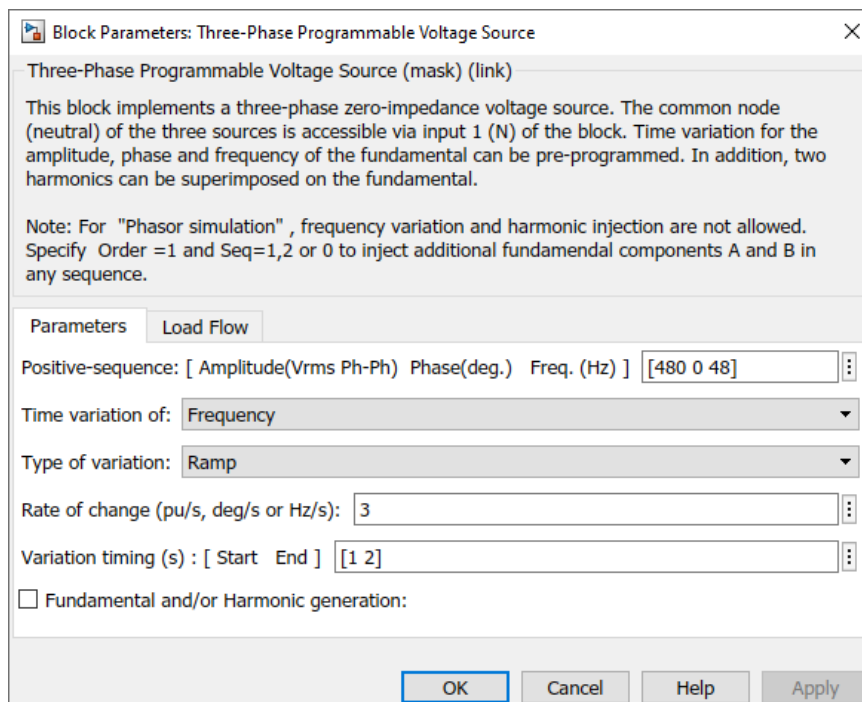 Block Parameters: Three-Phase Programmable Voltage Source
Three-Phase Programmable Voltage Source (mask) (link)
This block implements a three-phase zero-impedance voltage source. The common node
(neutral) of the three sources is accessible via input 1 (N) of the block. Time variation for the
amplitude, phase and frequency of the fundamental can be pre-programmed. In addition, two
harmonics can be superimposed on the fundamental.
Note: For "Phasor simulation" , frequency variation and harmonic injection are not allowed.
Specify Order =1 and Seq=1,2 or 0 to inject additional fundamendal components A and B in
any sequence.
Parameters Load Flow
Positive-sequence: [ Amplitude(Vrms Ph-Ph) Phase(deg.) Freq. (Hz) ] [480 0 48]
Time variation of: Frequency
Type of variation: Ramp
Rate of change (pu/s, deg/s or Hz/s): 3
Variation timing (s) : [ Start End ] [1 2]
Fundamental and/or Harmonic generation:
OK Cancel Help Apply